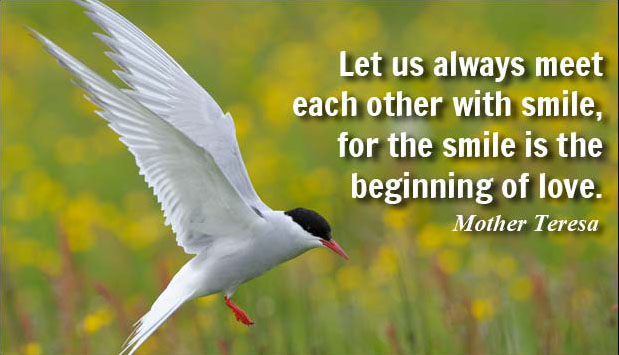 Let us always meet
each other with smile,
for the smile is the
beginning of love.
Mother Teresa